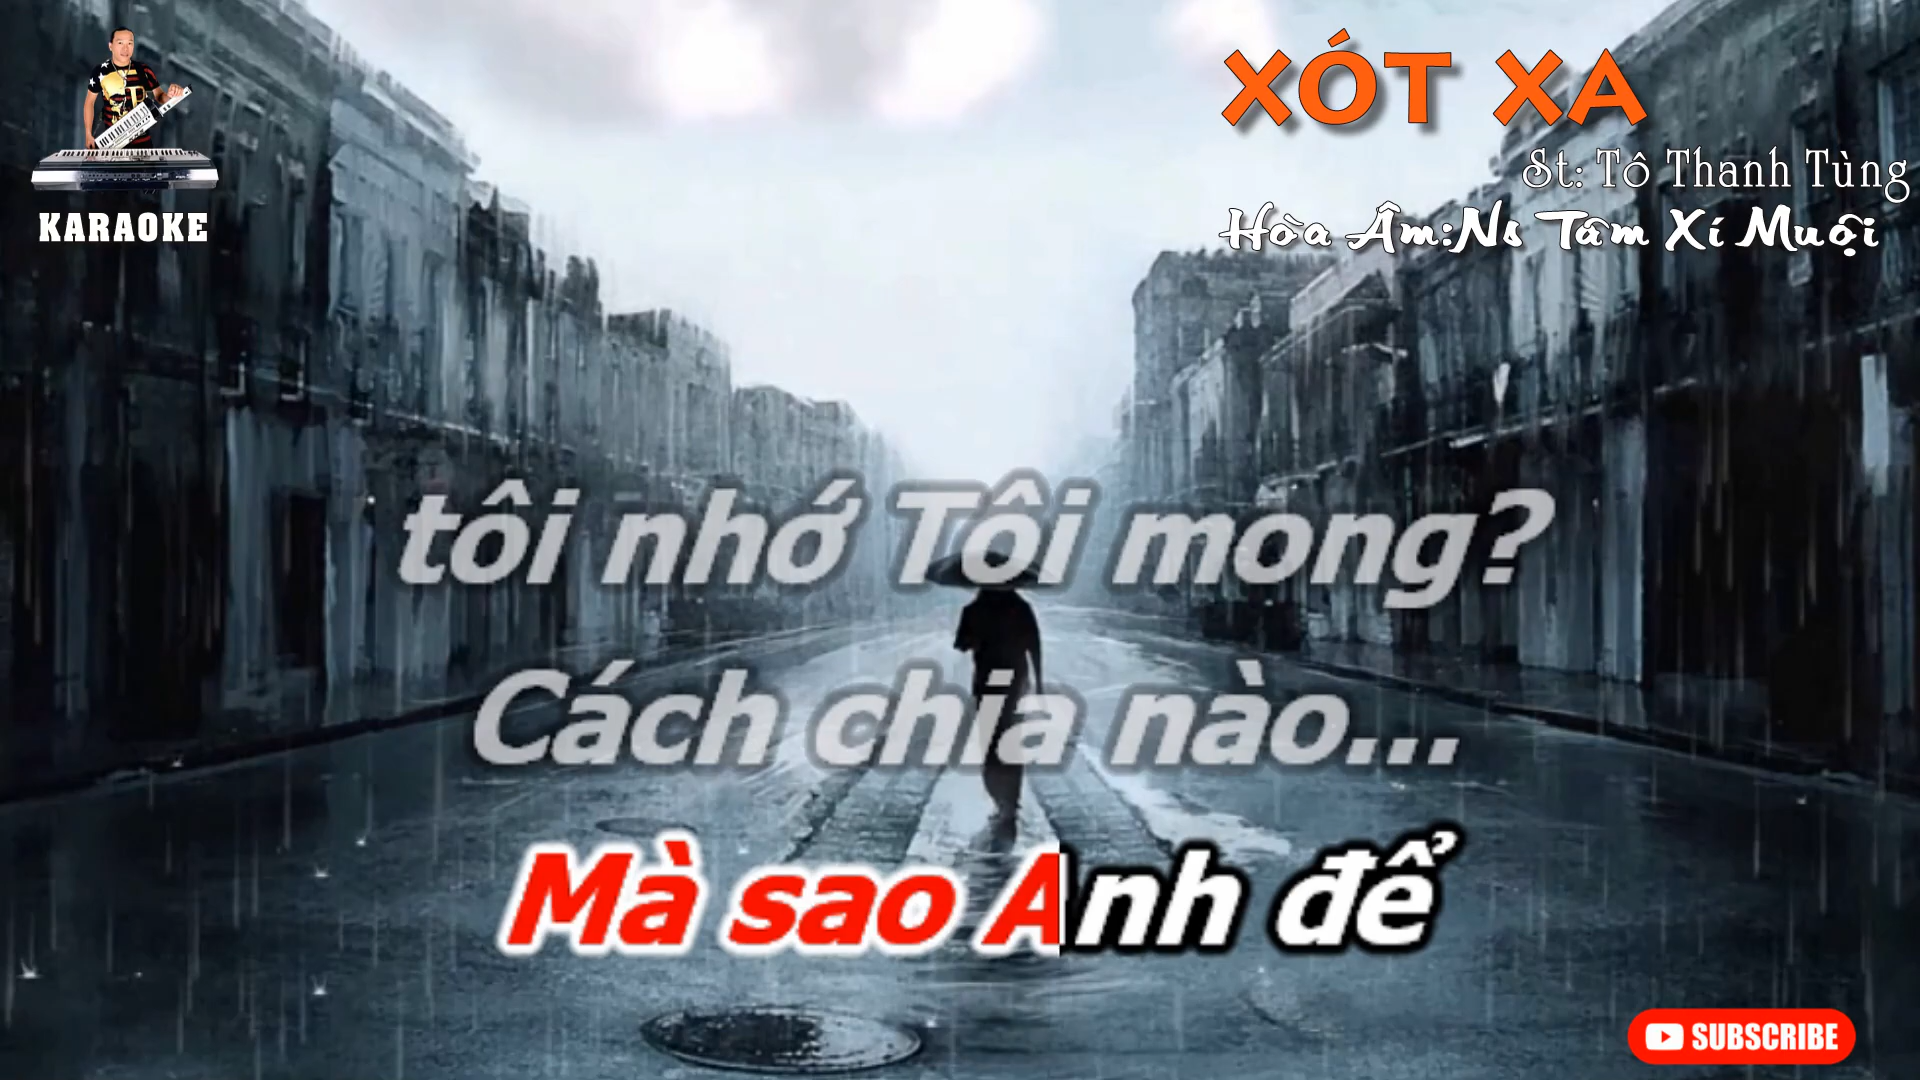 XÓT XA
St: Tô Thanh Tùng
Hòa Âm:Ns Tâm Xí Muội
KARAOKE
tôi nhớ Tôi mong?
Cách chia nào...
Mà sao Anh để
SUBSCRIBE